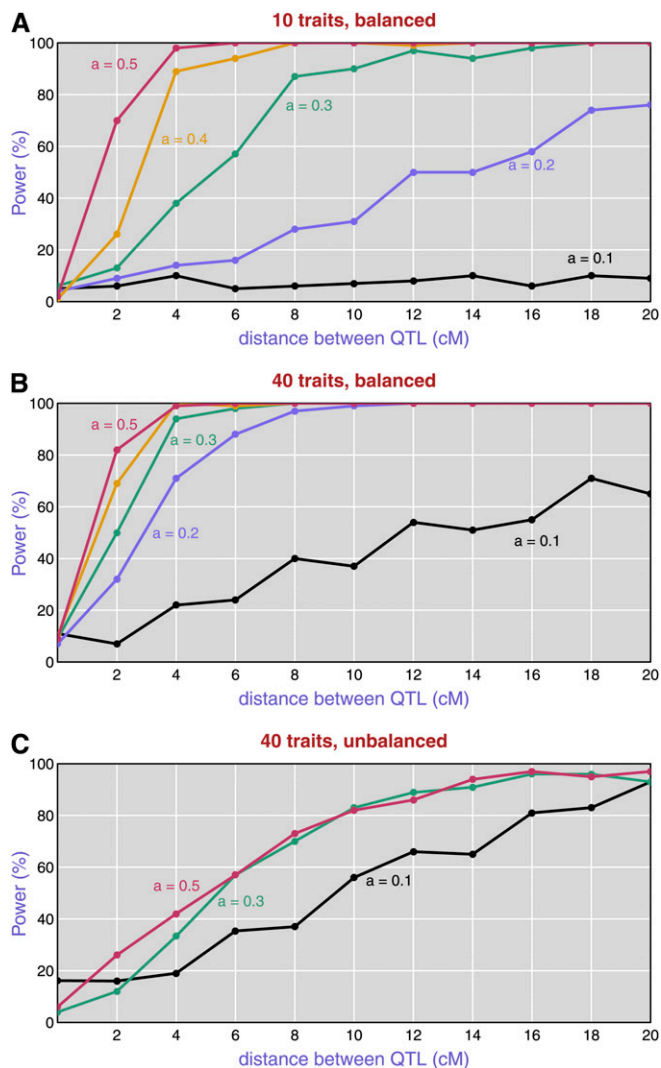 A
10 traits, balanced
100
80
60
40
20
0
Power (%)
a = 0.5
a = 0.4
a = 0.3
a = 0.2
a = 0.1
2 4 6 8 10 12 14 16 18 20
distance between QTL (cM)
B
40 traits, balanced
100
80
60
40
20
0
Power (%)
a = 0.5
a = 0.3
a = 0.2
a = 0.1
2 4 6 8 10 12 14 16 18 20
distance between QTL (cM)
C
40 traits, unbalanced
100
80
60
40
20
0
Power (%)
a = 0.5
a = 0.3
a = 0.1
2 4 6 8 10 12 14 16 18 20
distance between QTL (cM)